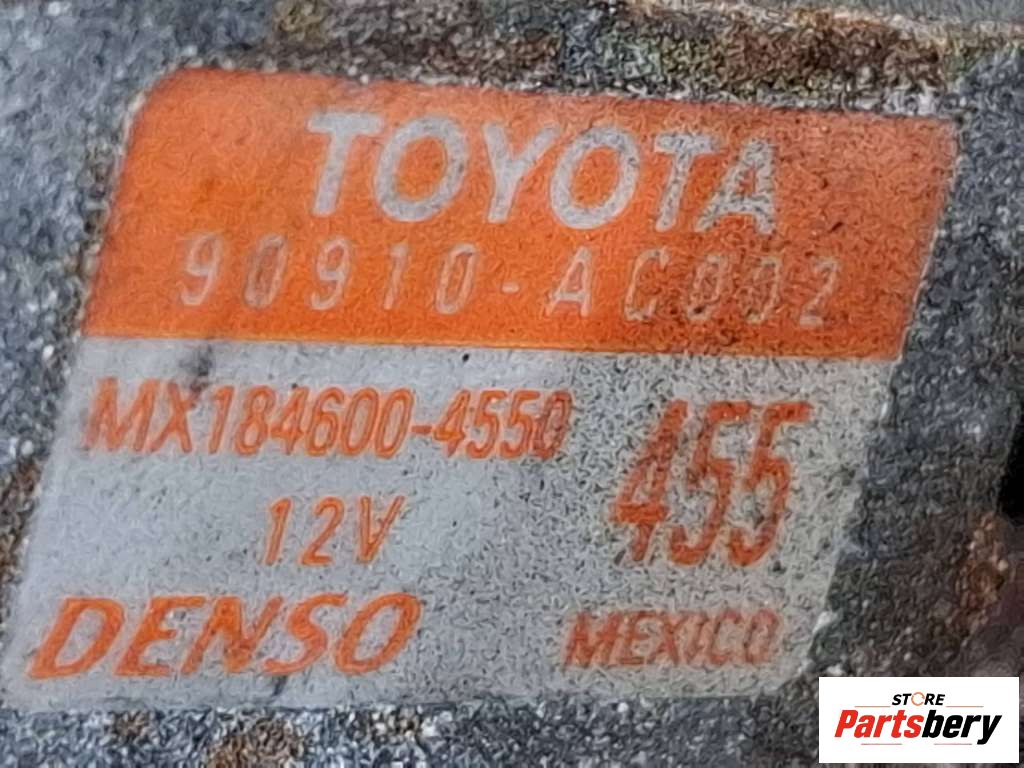 TOYOTA
90910-AC002
MX184600-4550
455
12V
DENSO
MEXICO
STORE
Partsbery